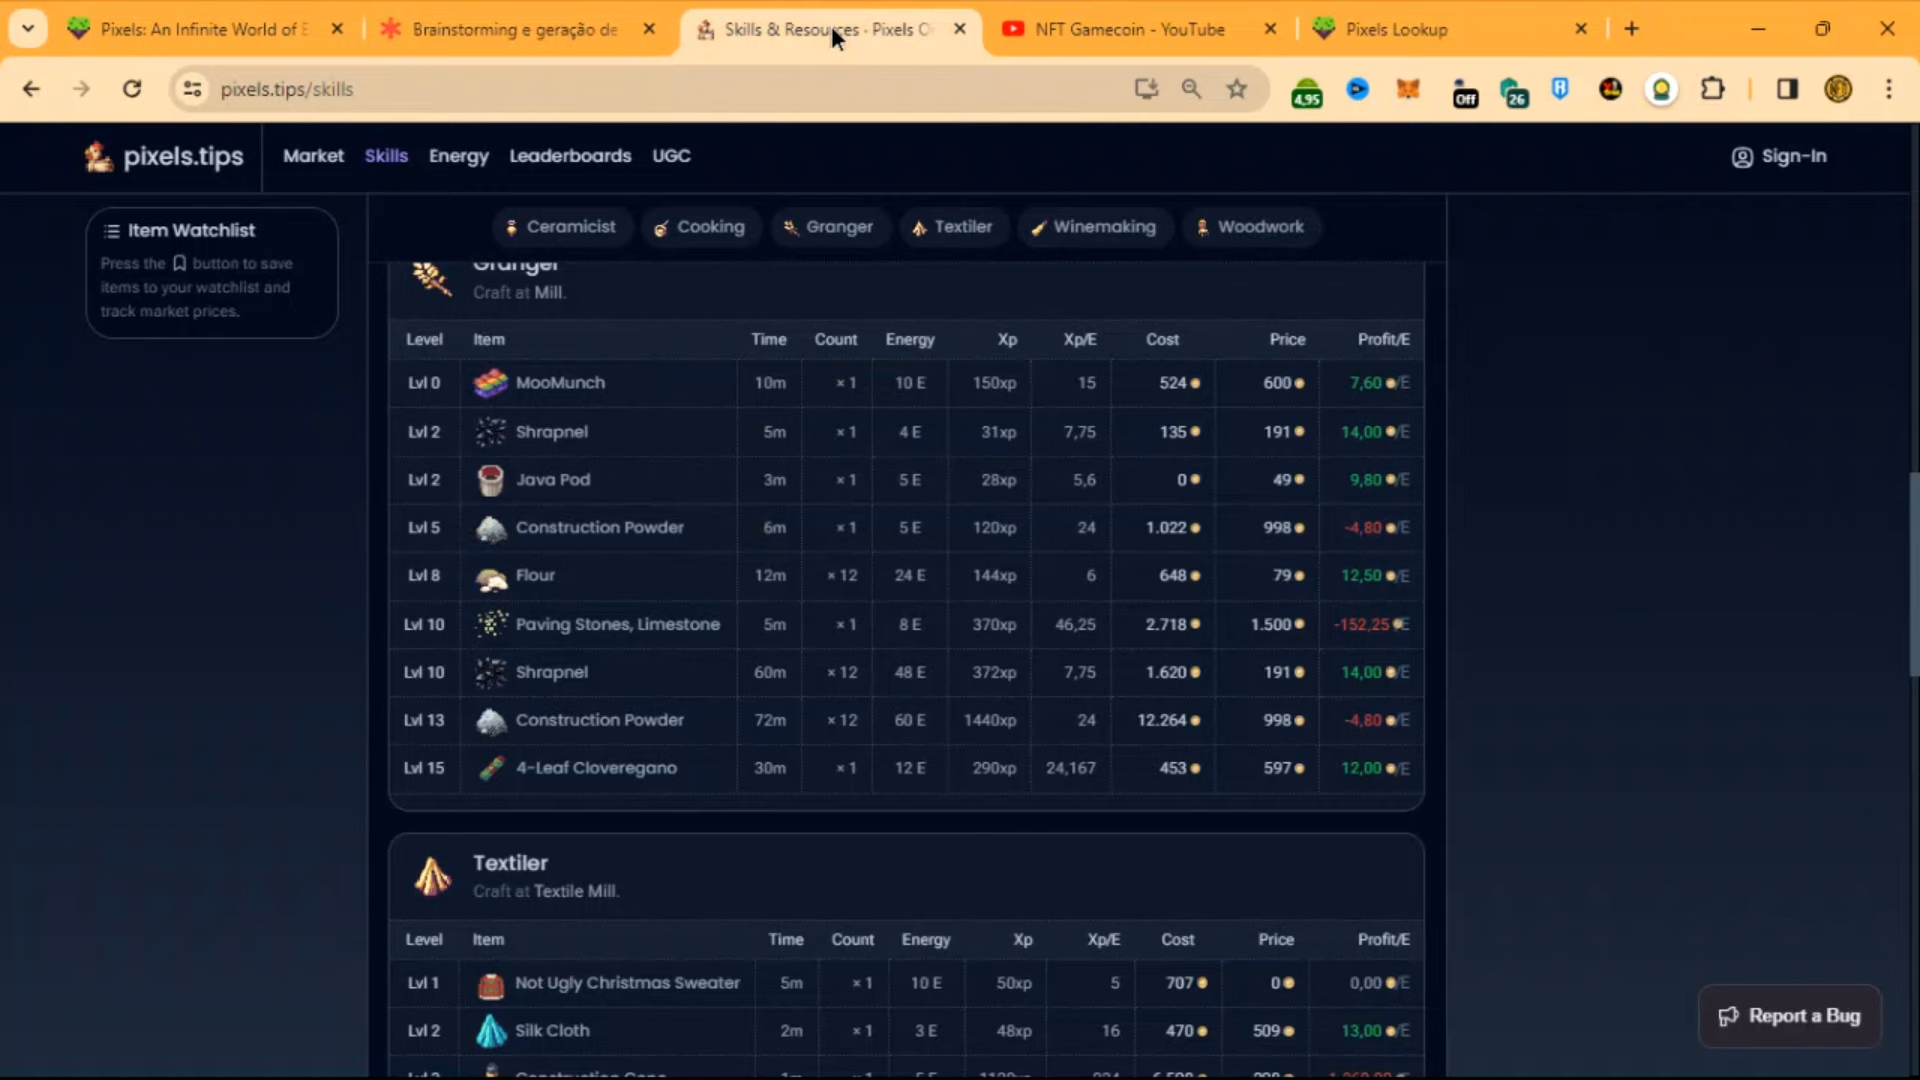 Pixels: An Infinite World of E
Brainstorming e geração de
Skills & Resources · Pixels O
NFT Gamecoin - YouTube
Pixels Lookup
pixels.tips/skills
4,95
Off
26
pixels.tips
Market
Skills
Energy
Leaderboards
UGC
Sign-In
Item Watchlist
Press the button to save
items to your watchlist and
track market prices.
Ceramicist
Cooking
Granger
Textiler
Winemaking
Woodwork
Granger
Craft at Mill.
Level Item Time Count Energy Xp Xp/E Cost Price Profit/E
Lvl 0 MooMunch 10m × 1 10 E 150xp 15 524 600 7,60 /E
Lvl 2 Shrapnel 5m × 1 4 E 31xp 7,75 135 191 14,00 /E
Lvl 2 Java Pod 3m × 1 5 E 28xp 5,6 0 49 9,80 /E
Lvl 5 Construction Powder 6m × 1 5 E 120xp 24 1.022 998 -4,80 /E
Lvl 8 Flour 12m × 12 24 E 144xp 6 648 79 12,50 /E
Lvl 10 Paving Stones, Limestone 5m × 1 8 E 370xp 46,25 2.718 1.500 -152,25 /E
Lvl 10 Shrapnel 60m × 12 48 E 372xp 7,75 1.620 191 14,00 /E
Lvl 13 Construction Powder 72m × 12 60 E 1440xp 24 12.264 998 -4,80 /E
Lvl 15 4-Leaf Cloveregano 30m × 1 12 E 290xp 24,167 453 597 12,00 /E
Textiler
Craft at Textile Mill.
Level Item Time Count Energy Xp Xp/E Cost Price Profit/E
Lvl 1 Not Ugly Christmas Sweater 5m × 1 10 E 50xp 5 707 0 0,00 /E
Lvl 2 Silk Cloth 2m × 1 3 E 48xp 16 470 509 13,00 /E
Report a Bug